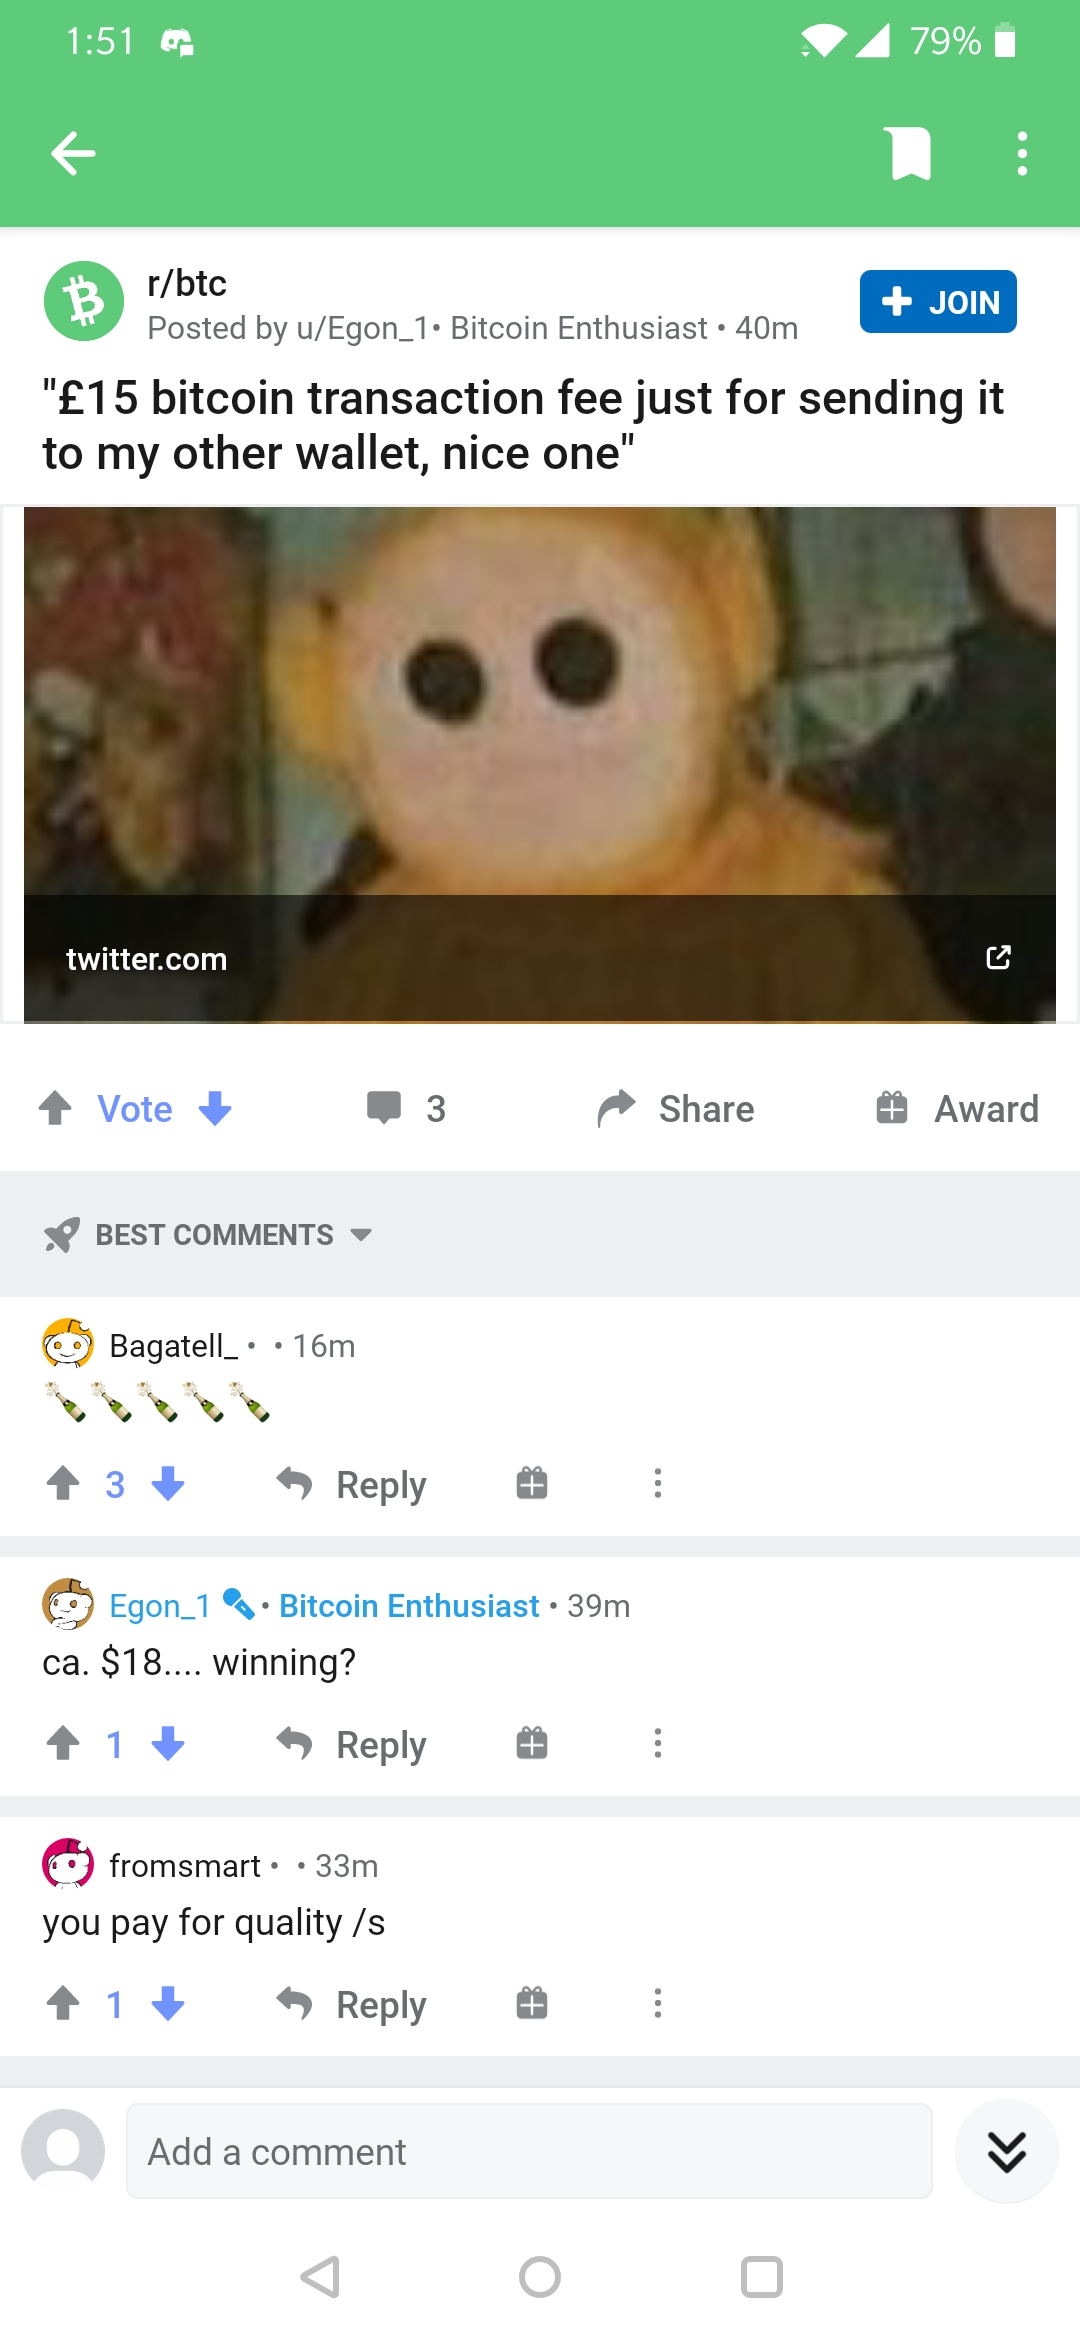 1:51
79%
r/btc
Posted by u/Egon_1• Bitcoin Enthusiast • 40m
JOIN
"£15 bitcoin transaction fee just for sending it
to my other wallet, nice one"
twitter.com
Vote
3
Share
Award
BEST COMMENTS
Bagatell_ • • 16m
🍾🍾🍾🍾🍾
3
Reply
Egon_1 • Bitcoin Enthusiast • 39m
ca. $18.... winning?
1
Reply
fromsmart • • 33m
you pay for quality /s
1
Reply
Add a comment